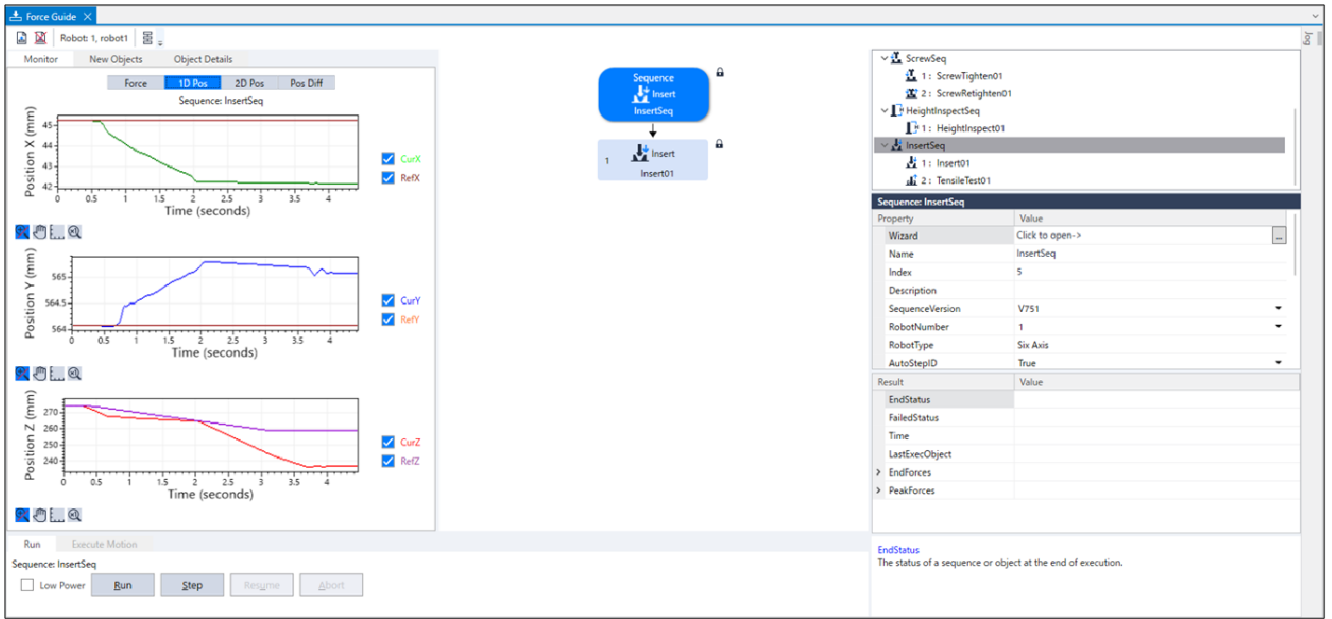 Force Guide
Robot: 1, robot1
Jog
Monitor New Objects Object Details
Force 1D Pos 2D Pos Pos Diff
Sequence: InsertSeq
Position X (mm)
45
44
43
42
0 0.5 1 1.5 2 2.5 3 3.5 4
Time (seconds)
CurX
RefX
x1
Position Y (mm)
565
564.5
564
0 0.5 1 1.5 2 2.5 3 3.5 4
Time (seconds)
CurY
RefY
x1
Position Z (mm)
270
260
250
240
0 0.5 1 1.5 2 2.5 3 3.5 4
Time (seconds)
CurZ
RefZ
x1
Run Execute Motion
Sequence: InsertSeq
Low Power Run Step Resume Abort
Sequence
Insert
InsertSeq
1 Insert
Insert01
ScrewSeq
1: ScrewTighten01
2: ScrewRetighten01
HeightInspectSeq
1: HeightInspect01
InsertSeq
1: Insert01
2: TensileTest01
Sequence: InsertSeq
Property Value
Wizard Click to open-> ...
Name InsertSeq
Index 5
Description
SequenceVersion V751
RobotNumber 1
RobotType Six Axis
AutoStepID True
Result Value
EndStatus
FailedStatus
Time
LastExecObject
EndForces
PeakForces
EndStatus
The status of a sequence or object at the end of execution.